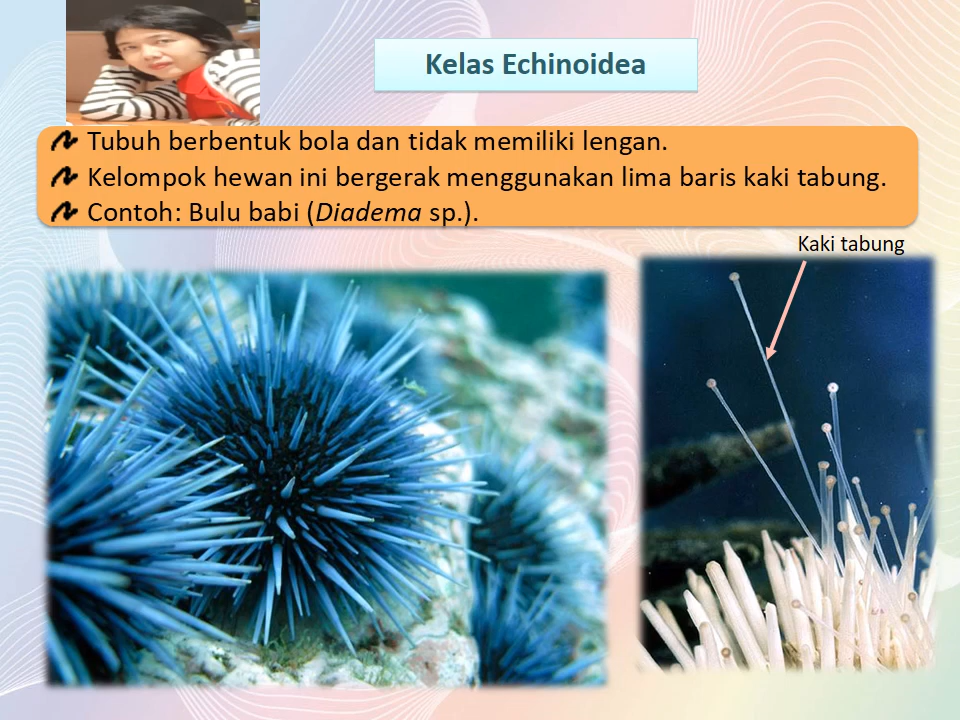 Kelas Echinoidea
Tubuh berbentuk bola dan tidak memiliki lengan.
Kelompok hewan ini bergerak menggunakan lima baris kaki tabung.
Contoh: Bulu babi (Diadema sp.).
Kaki tabung